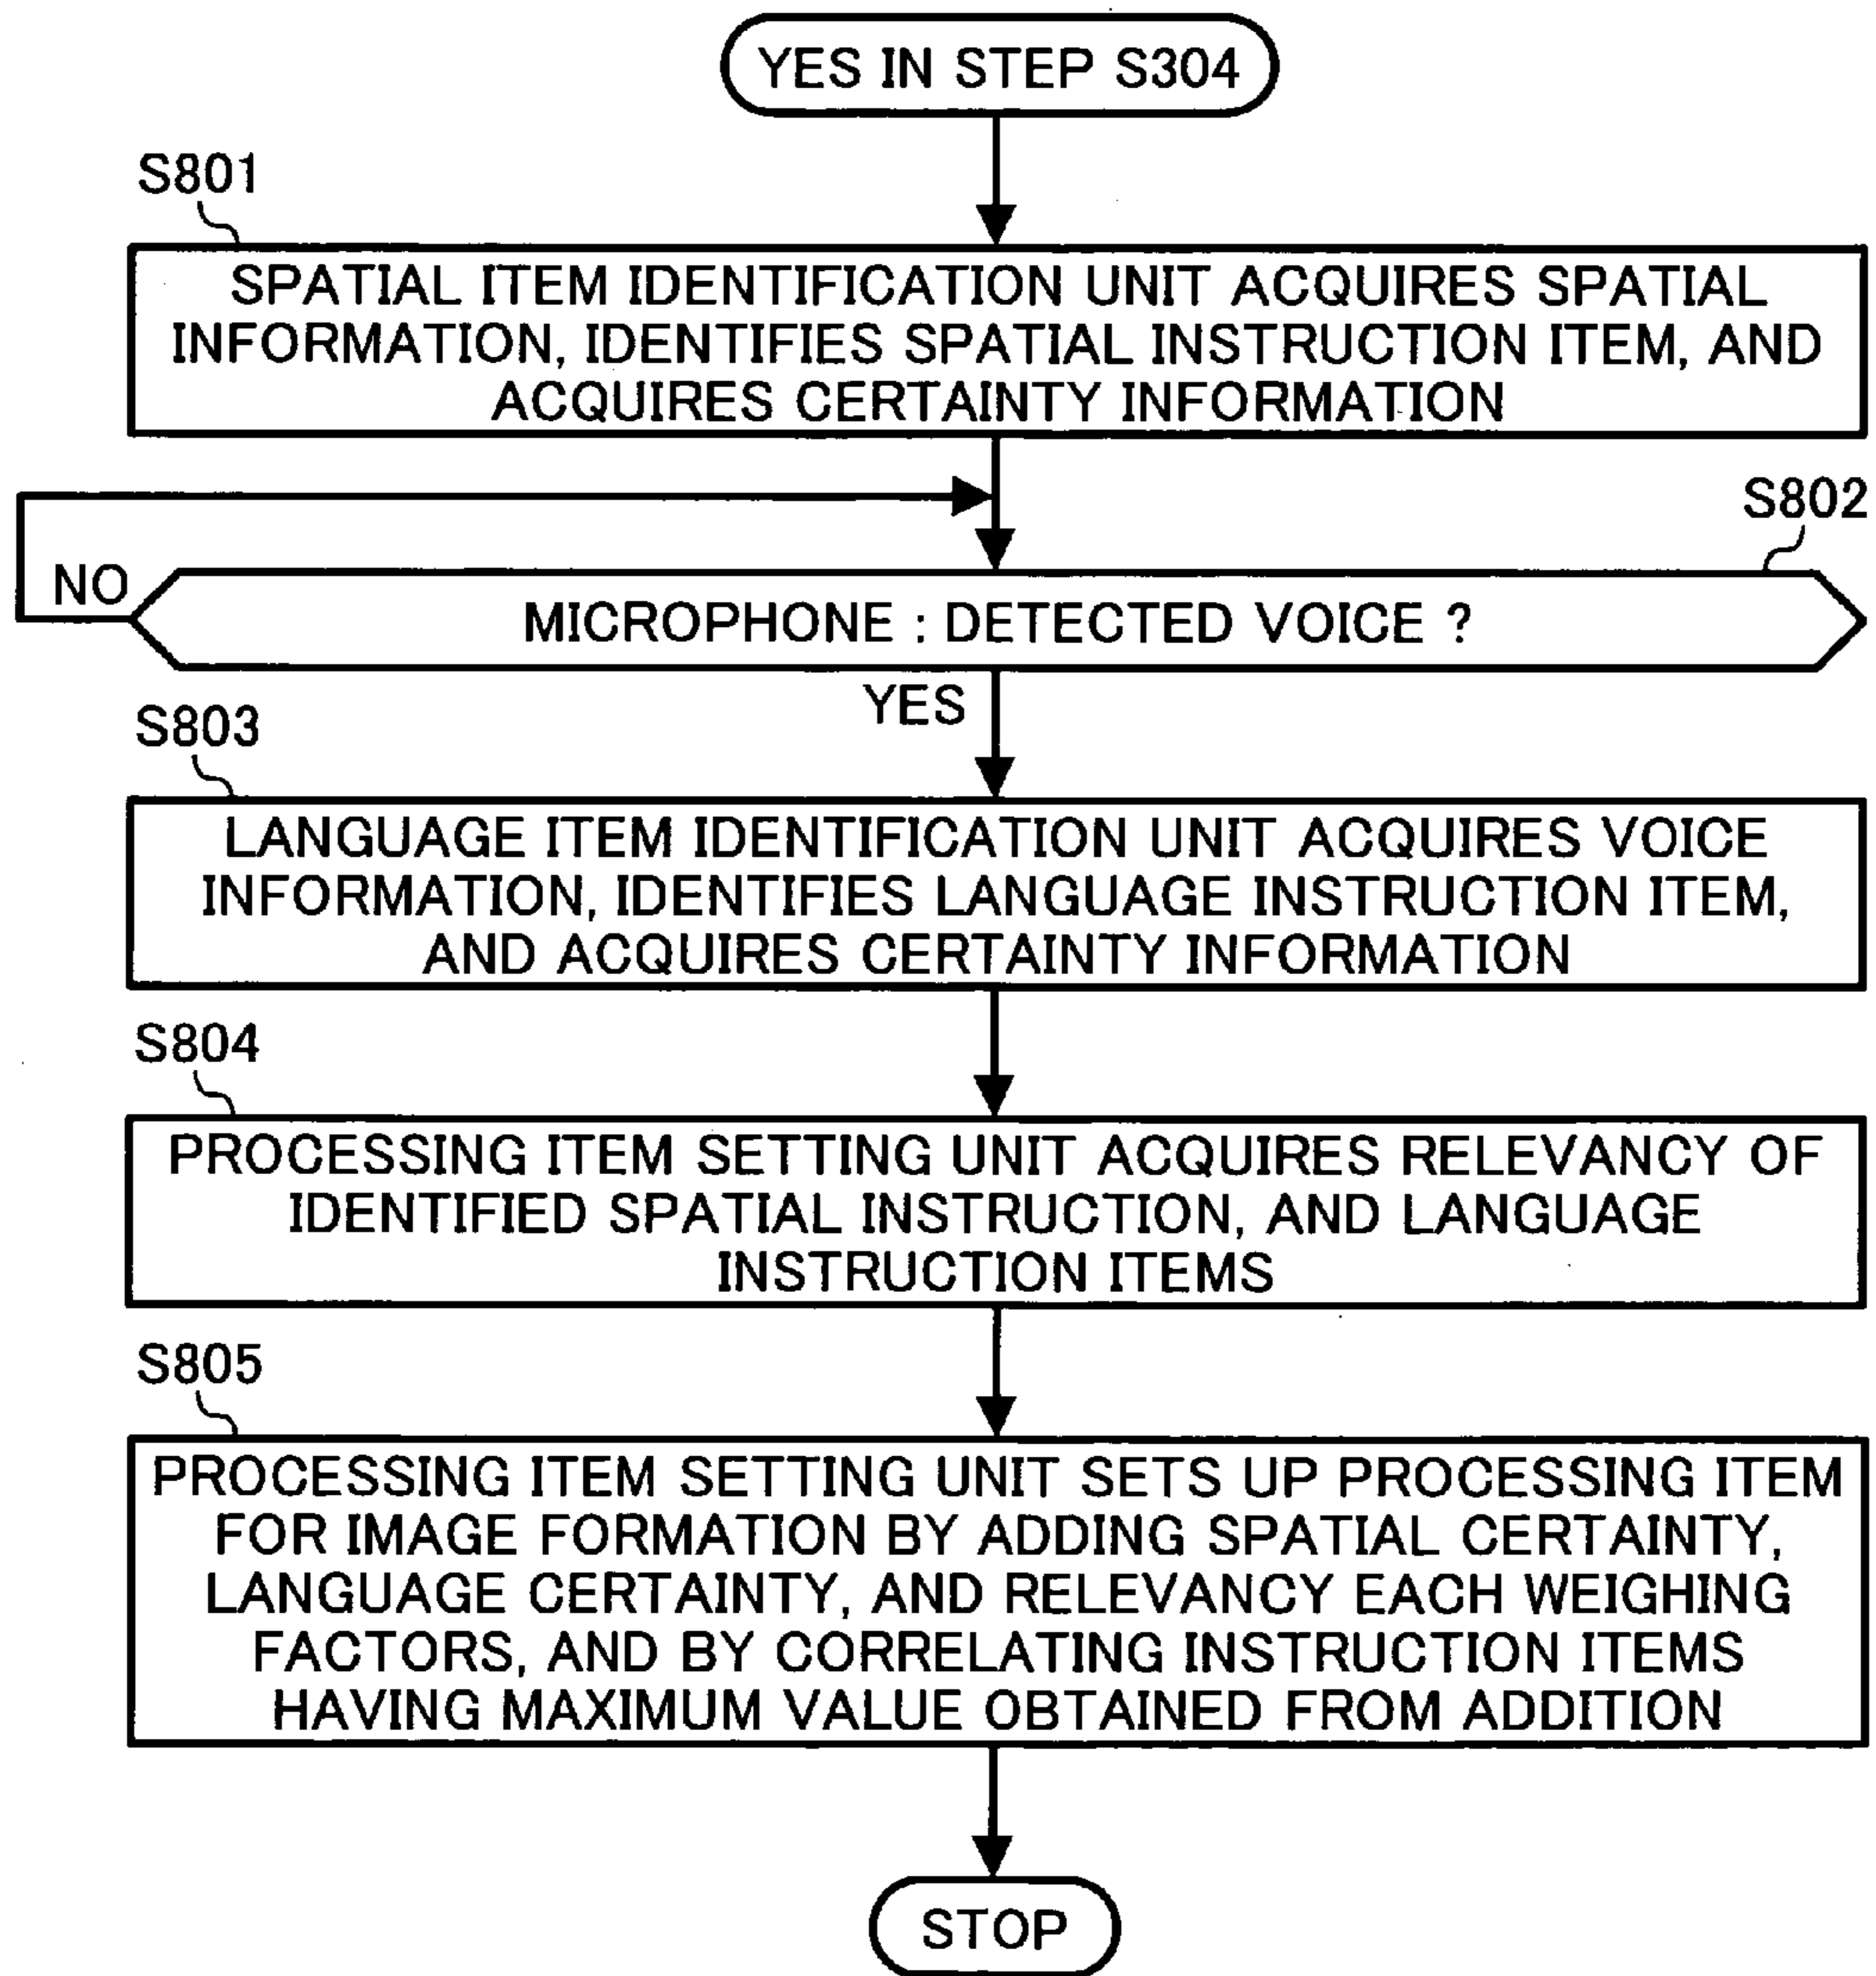 YES IN STEP S304
S801
SPATIAL ITEM IDENTIFICATION UNIT ACQUIRES SPATIAL
INFORMATION, IDENTIFIES SPATIAL INSTRUCTION ITEM, AND
ACQUIRES CERTAINTY INFORMATION
S802
NO
MICROPHONE : DETECTED VOICE ?
YES
S803
LANGUAGE ITEM IDENTIFICATION UNIT ACQUIRES VOICE
INFORMATION, IDENTIFIES LANGUAGE INSTRUCTION ITEM,
AND ACQUIRES CERTAINTY INFORMATION
S804
PROCESSING ITEM SETTING UNIT ACQUIRES RELEVANCY OF
IDENTIFIED SPATIAL INSTRUCTION, AND LANGUAGE
INSTRUCTION ITEMS
S805
PROCESSING ITEM SETTING UNIT SETS UP PROCESSING ITEM
FOR IMAGE FORMATION BY ADDING SPATIAL CERTAINTY,
LANGUAGE CERTAINTY, AND RELEVANCY EACH WEIGHING
FACTORS, AND BY CORRELATING INSTRUCTION ITEMS
HAVING MAXIMUM VALUE OBTAINED FROM ADDITION
STOP